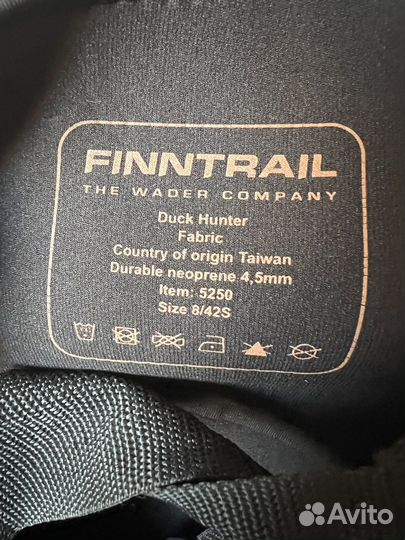 FINNTRAIL
THE WADER COMPANY
Duck Hunter
Fabric
Country of origin Taiwan
Durable neoprene 4,5mm
Item: 5250
Size 8/42S
Avito